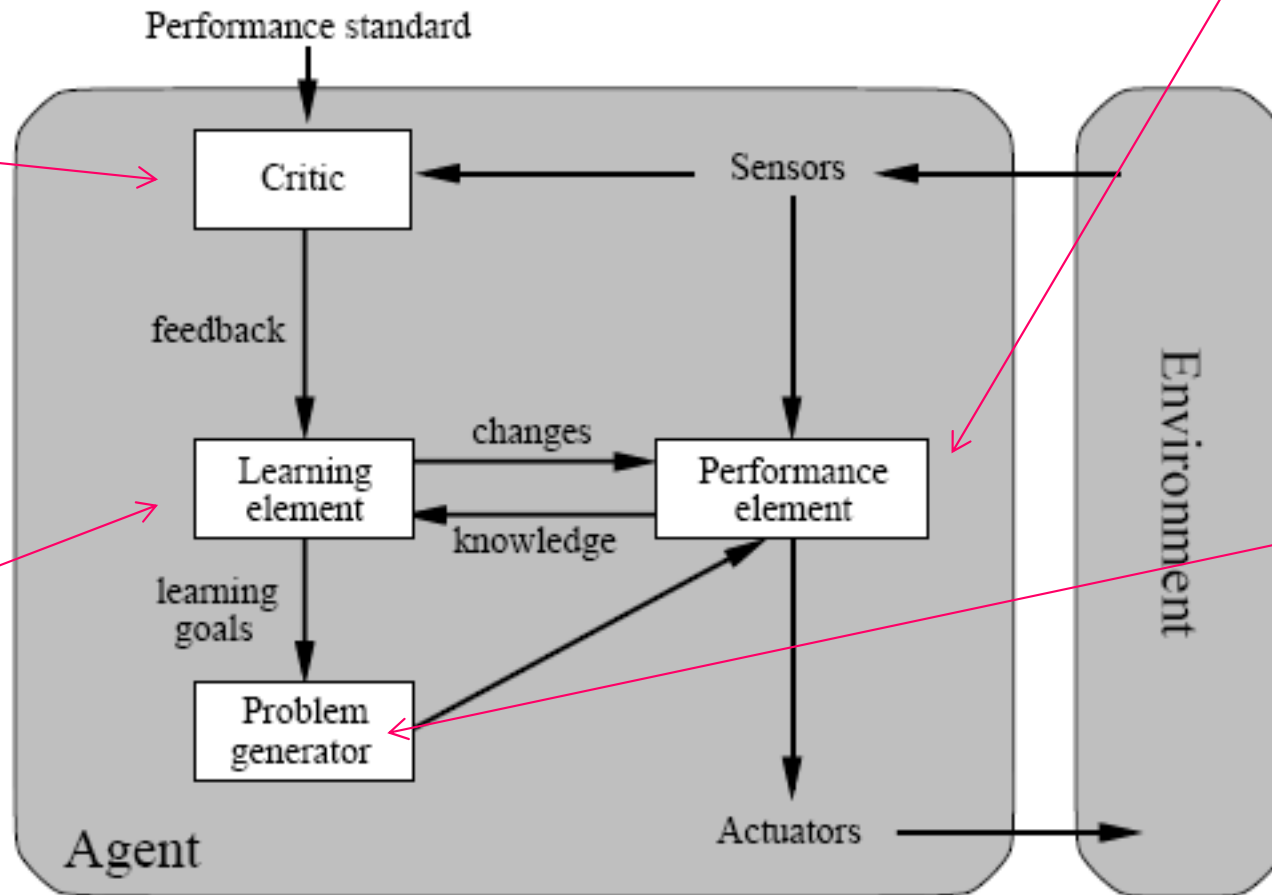 Performance standard
Critic
Sensors
feedback
changes
Learning
element
Performance
element
knowledge
learning
goals
Problem
generator
Agent
Actuators
Environment